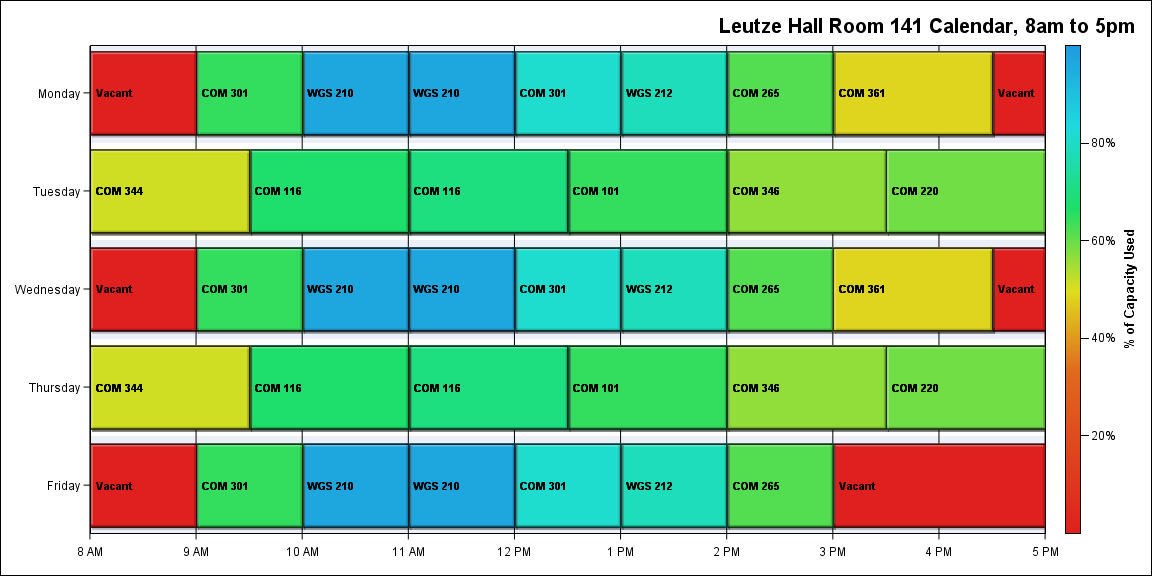 Leutze Hall Room 141 Calendar, 8am to 5pm
Monday
Vacant
COM 301
WGS 210
WGS 210
COM 301
WGS 212
COM 265
COM 361
Vacant
Tuesday
COM 344
COM 116
COM 116
COM 101
COM 346
COM 220
Wednesday
Vacant
COM 301
WGS 210
WGS 210
COM 301
WGS 212
COM 265
COM 361
Vacant
Thursday
COM 344
COM 116
COM 116
COM 101
COM 346
COM 220
Friday
Vacant
COM 301
WGS 210
WGS 210
COM 301
WGS 212
COM 265
Vacant
8 AM
9 AM
10 AM
11 AM
12 PM
1 PM
2 PM
3 PM
4 PM
5 PM
80%
60%
40%
20%
% of Capacity Used